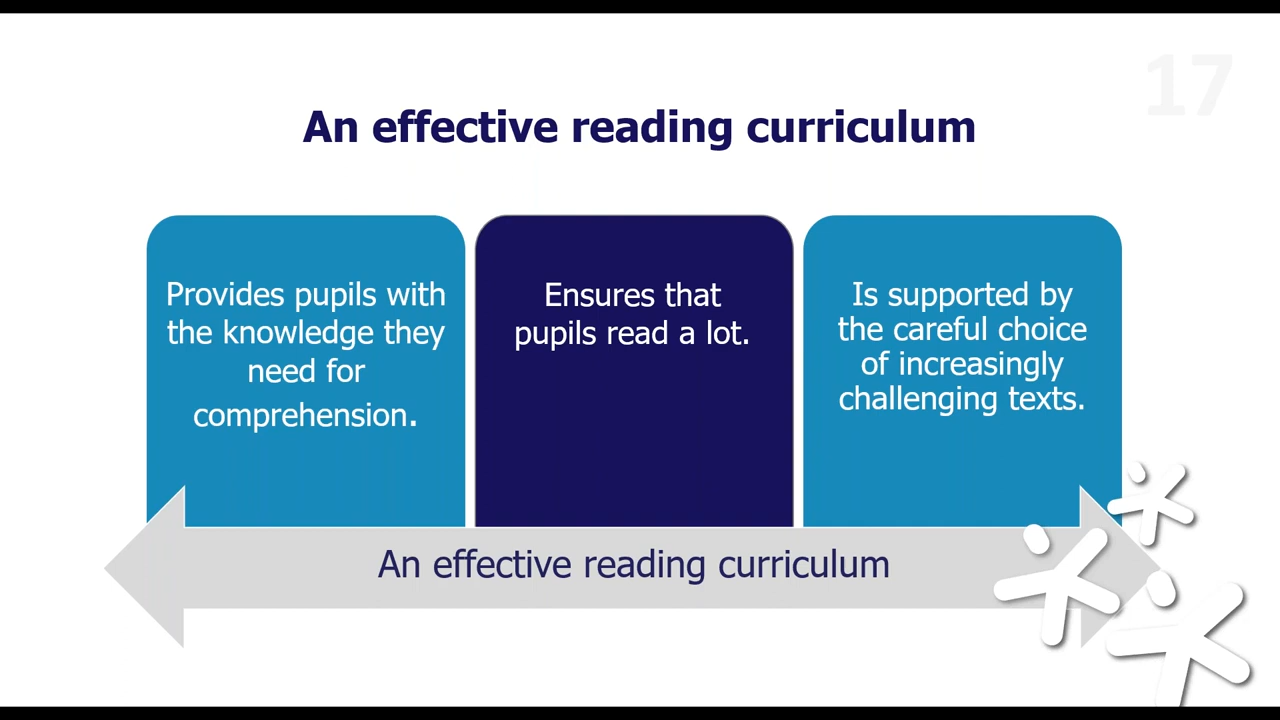 17
An effective reading curriculum
Provides pupils with
the knowledge they
need for
comprehension.
Ensures that
pupils read a lot.
Is supported by
the careful choice
of increasingly
challenging texts.
An effective reading curriculum